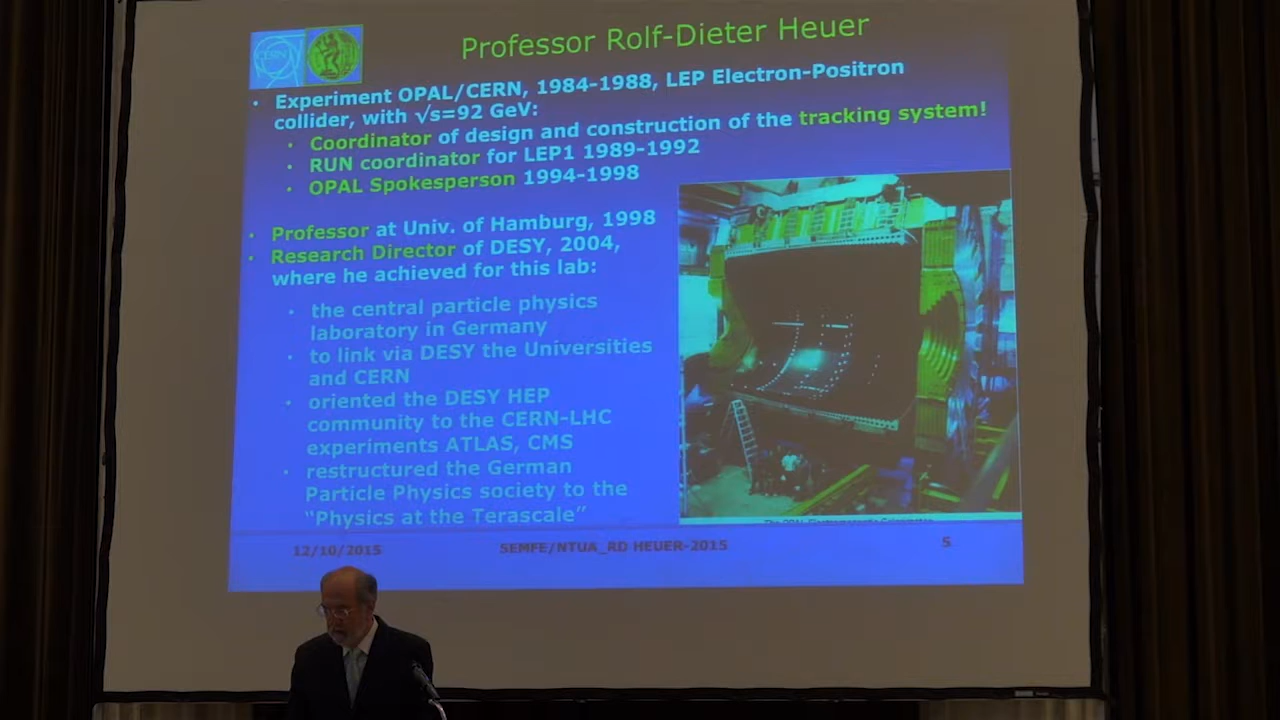 CERN
Professor Rolf-Dieter Heuer
• Experiment OPAL/CERN, 1984-1988, LEP Electron-Positron
collider, with √s=92 GeV:
• Coordinator of design and construction of the tracking system!
• RUN coordinator for LEP1 1989-1992
• OPAL Spokesperson 1994-1998
• Professor at Univ. of Hamburg, 1998
• Research Director of DESY, 2004,
where he achieved for this lab:
• the central particle physics
laboratory in Germany
• to link via DESY the Universities
and CERN
• oriented the DESY HEP
community to the CERN-LHC
experiments ATLAS, CMS
• restructured the German
Particle Physics society to the
“Physics at the Terascale”
12/10/2015
SEMFE/NTUA_RD HEUER-2015
5